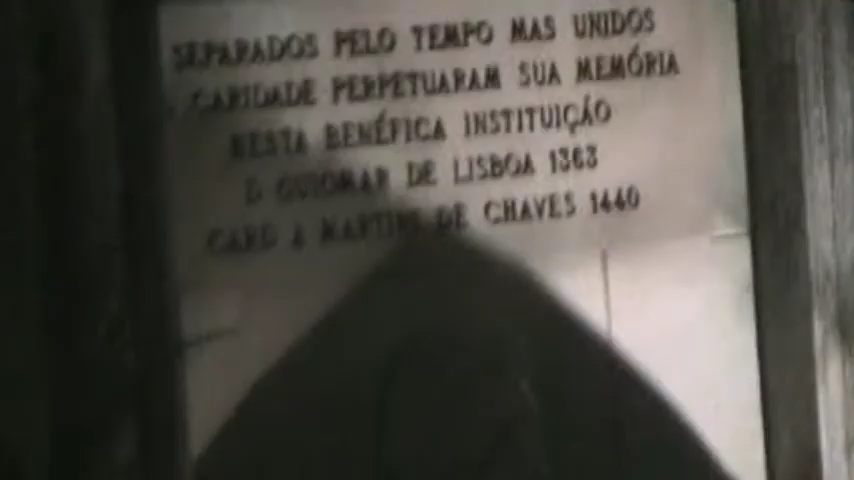 SEPARADOS PELO TEMPO MAS UNIDOS
CARIDADE PERPETUARAM SUA MEMÓRIA
NESTA BENÉFICA INSTITUIÇÃO
D GUIOMAR DE LISBOA 1363
CARD A MARTINS DE CHAVES 1440